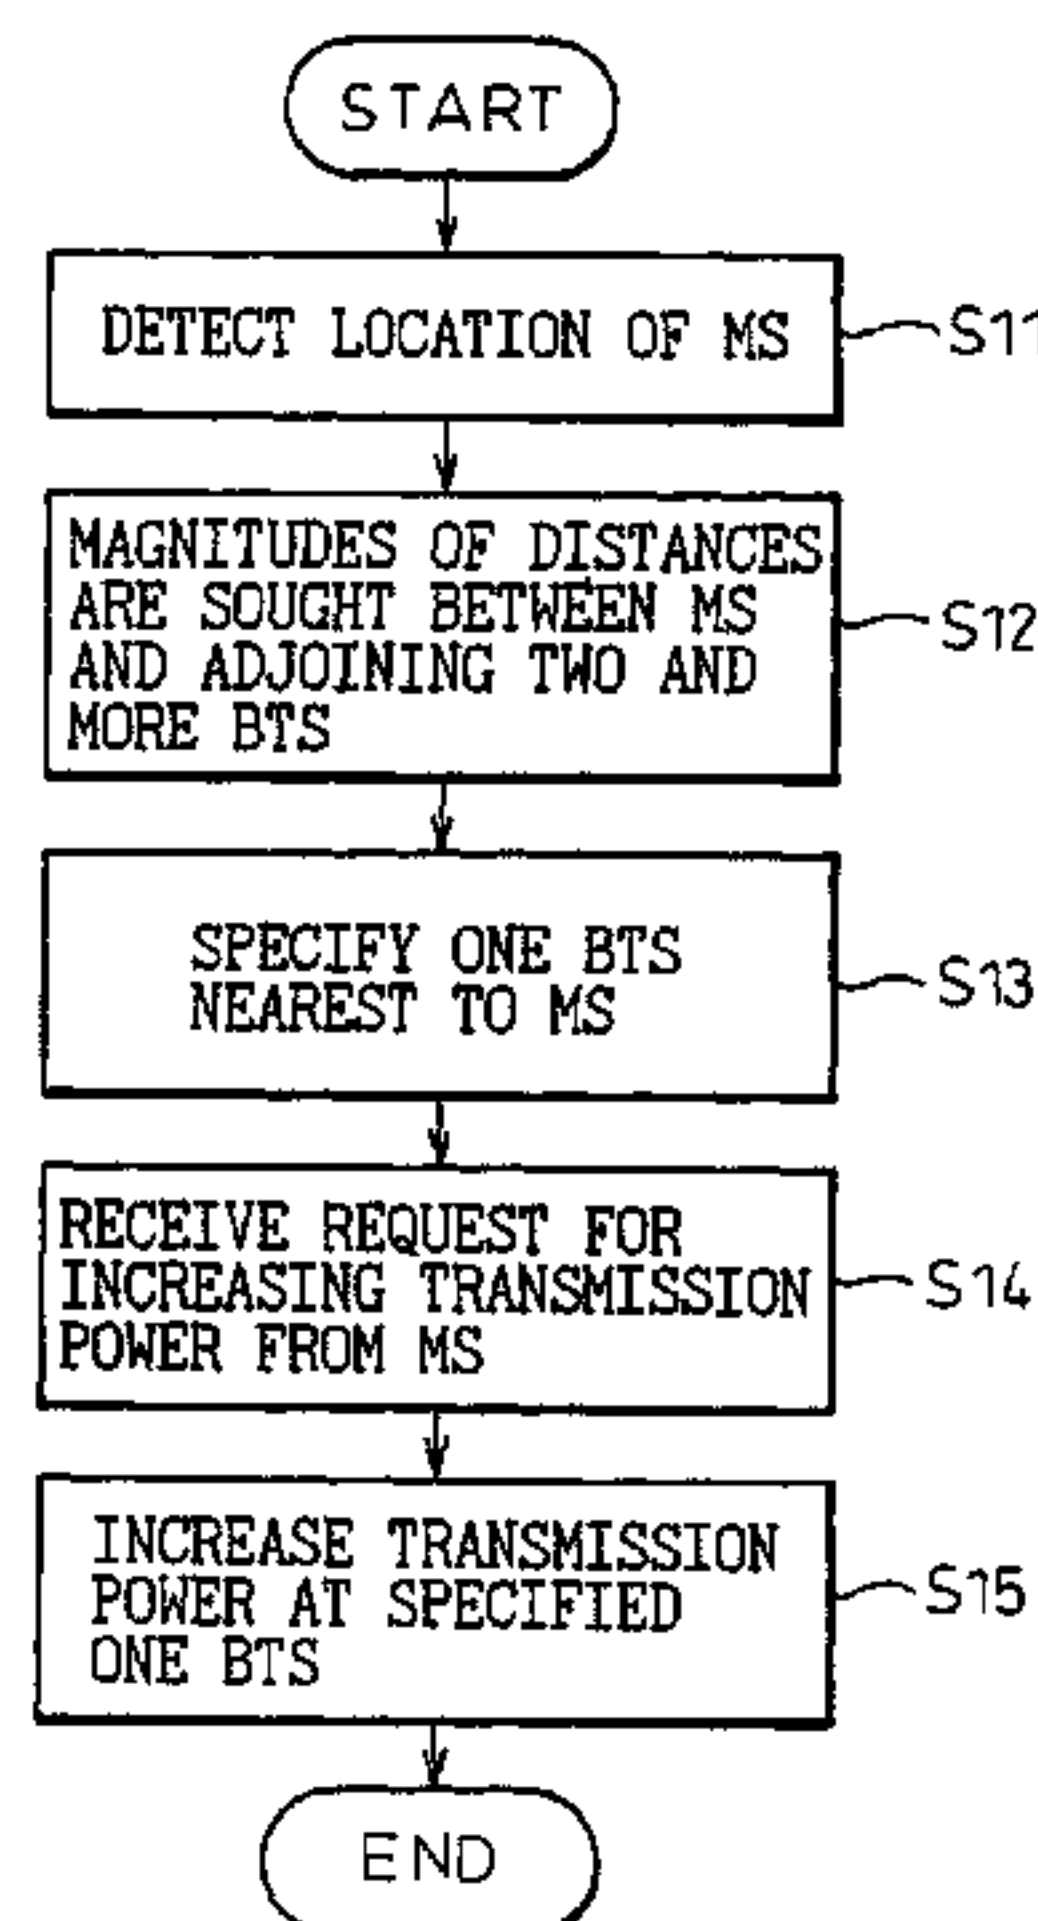 START
DETECT LOCATION OF MS
S11
MAGNITUDES OF DISTANCES
ARE SOUGHT BETWEEN MS
AND ADJOINING TWO AND
MORE BTS
S12
SPECIFY ONE BTS
NEAREST TO MS
S13
RECEIVE REQUEST FOR
INCREASING TRANSMISSION
POWER FROM MS
S14
INCREASE TRANSMISSION
POWER AT SPECIFIED
ONE BTS
S15
END